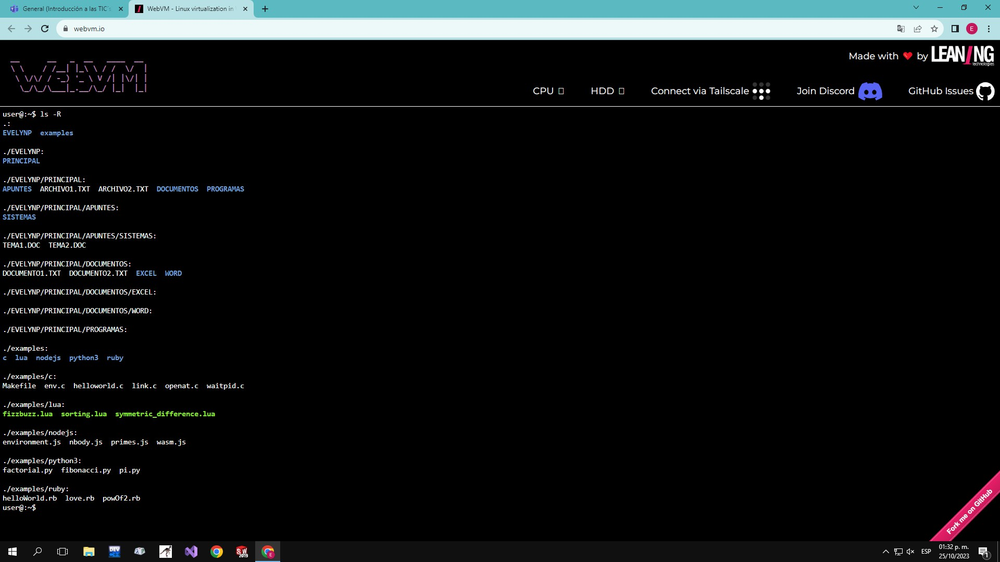 General (Introducción a las TIC's
WebVM - Linux virtualization in
webvm.io
E
WebVM
Made with ❤ by LEANING
technologies
CPU HDD Connect via Tailscale Join Discord GitHub Issues
user@:~$ ls -R
.:
EVELYNP examples
./EVELYNP:
PRINCIPAL
./EVELYNP/PRINCIPAL:
APUNTES ARCHIVO1.TXT ARCHIVO2.TXT DOCUMENTOS PROGRAMAS
./EVELYNP/PRINCIPAL/APUNTES:
SISTEMAS
./EVELYNP/PRINCIPAL/APUNTES/SISTEMAS:
TEMA1.DOC TEMA2.DOC
./EVELYNP/PRINCIPAL/DOCUMENTOS:
DOCUMENTO1.TXT DOCUMENTO2.TXT EXCEL WORD
./EVELYNP/PRINCIPAL/DOCUMENTOS/EXCEL:
./EVELYNP/PRINCIPAL/DOCUMENTOS/WORD:
./EVELYNP/PRINCIPAL/PROGRAMAS:
./examples:
c lua nodejs python3 ruby
./examples/c:
Makefile env.c helloworld.c link.c openat.c waitpid.c
./examples/lua:
fizzbuzz.lua sorting.lua symmetric_difference.lua
./examples/nodejs:
environment.js nbody.js primes.js wasm.js
./examples/python3:
factorial.py fibonacci.py pi.py
./examples/ruby:
helloWorld.rb love.rb powOf2.rb
user@:~$
Fork me on GitHub
DEV
SW
2019
E
ESP
01:32 p. m.
25/10/2023
1